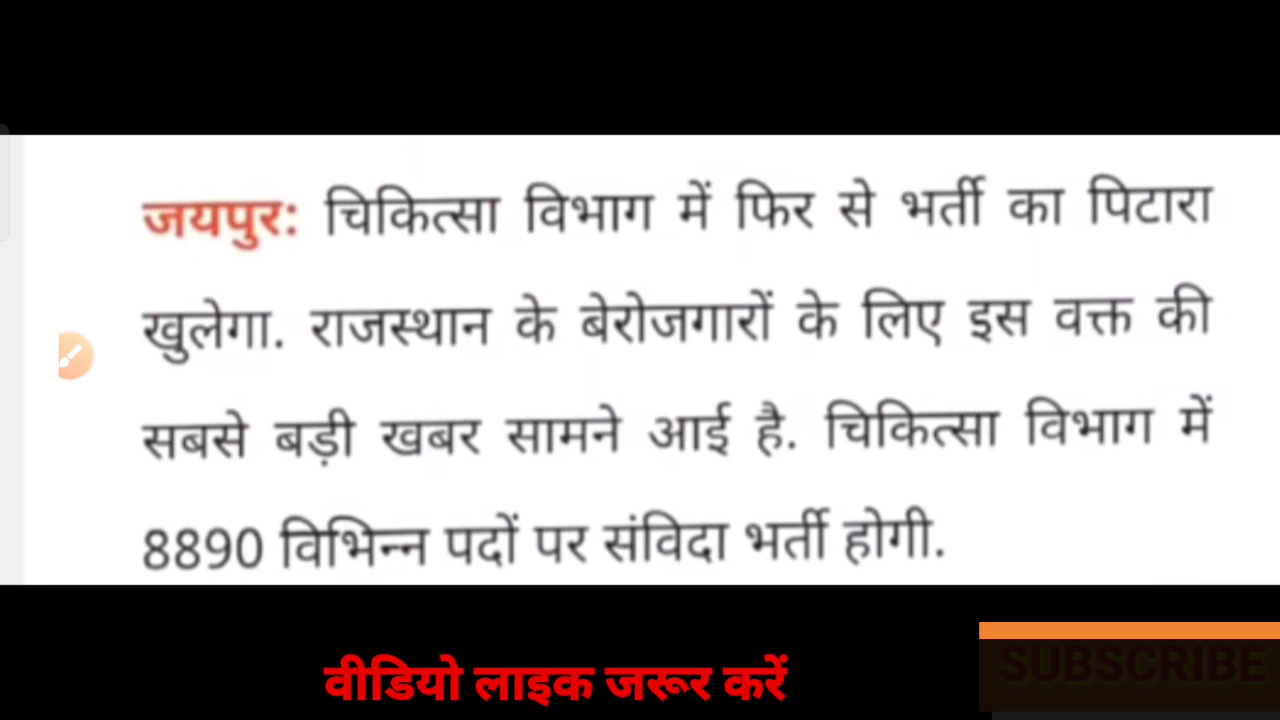 जयपुर: चिकित्सा विभाग में फिर से भर्ती का पिटारा
खुलेगा. राजस्थान के बेरोजगारों के लिए इस वक्त की
सबसे बड़ी खबर सामने आई है. चिकित्सा विभाग में
8890 विभिन्न पदों पर संविदा भर्ती होगी.
वीडियो लाइक जरूर करें
SUBSCRIBE